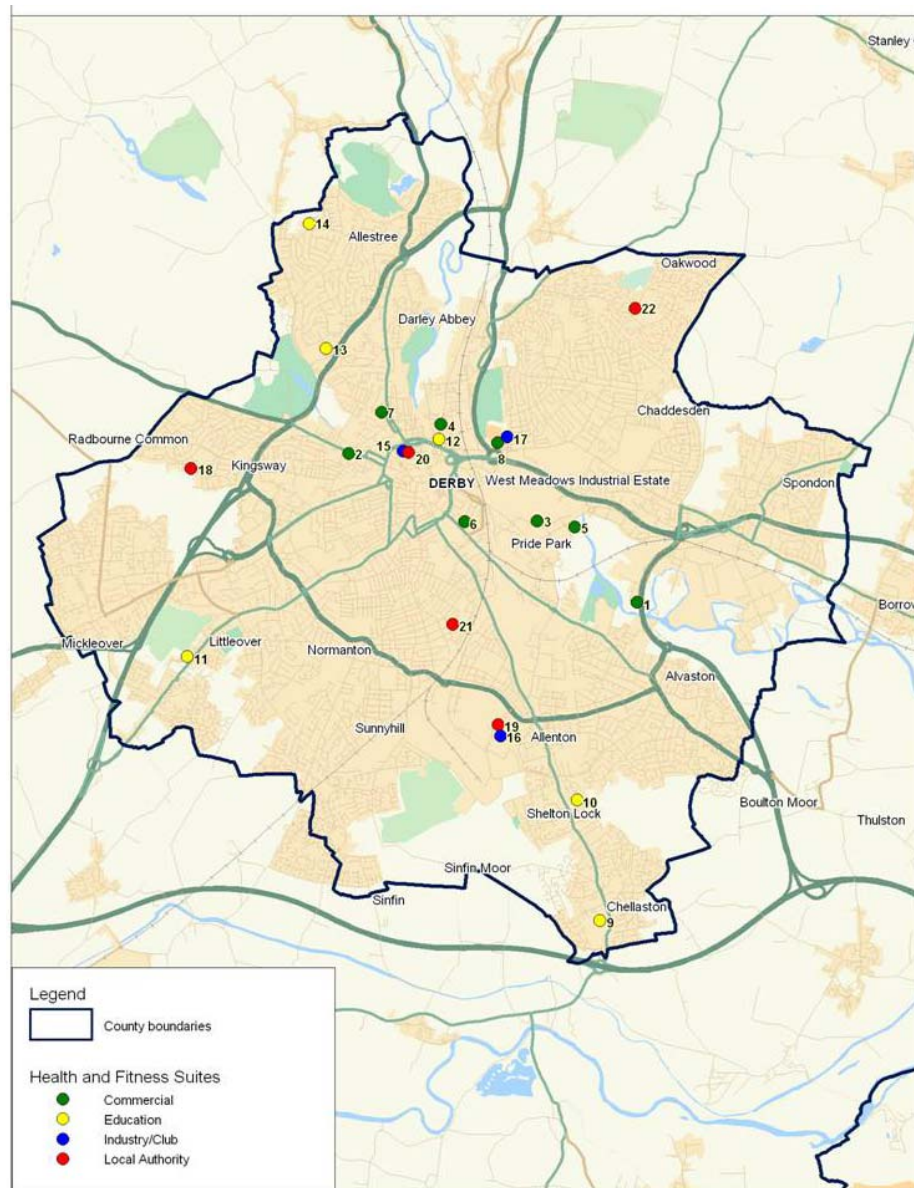 Stanley
14
Allestree
Oakwood
22
Darley Abbey
13
Chaddesden
7
4
12
17
Radbourne Common
15
20
8
2
18
Kingsway
DERBY
West Meadows Industrial Estate
Spondon
6
3
5
Pride Park
1
Borrov
21
Mickleover
Littleover
11
Normanton
Alvaston
Sunnyhill
19
16
Allenton
10
Shelton Lock
Boulton Moor
Thulston
Sinfin Moor
Sinfin
Chellaston
9
Legend
County boundaries
Health and Fitness Suites
Commercial
Education
Industry/Club
Local Authority